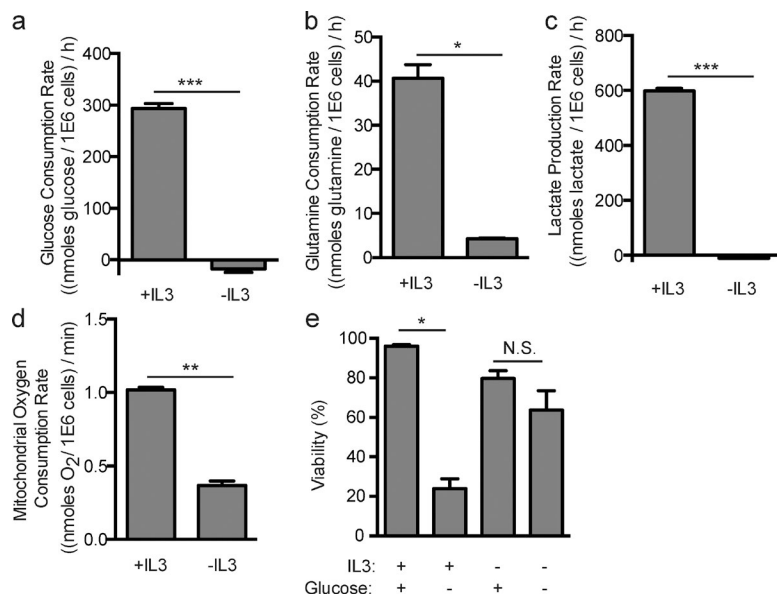 a
Glucose Consumption Rate
((nmoles glucose / 1E6 cells) / h)
400
300
200
100
0
-100
***
+IL3 -IL3
b
Glutamine Consumption Rate
((nmoles glutamine / 1E6 cells) / h)
50
40
30
20
10
0
*
+IL3 -IL3
c
Lactate Production Rate
((nmoles lactate / 1E6 cells) / h)
800
600
400
200
0
***
+IL3 -IL3
d
Mitochondrial Oxygen
Consumption Rate
((nmoles O2/ 1E6 cells) / min)
1.5
1.0
0.5
0.0
**
+IL3 -IL3
e
Viability (%)
100
80
60
40
20
0
*
N.S.
IL3: + + - -
Glucose: + - + -